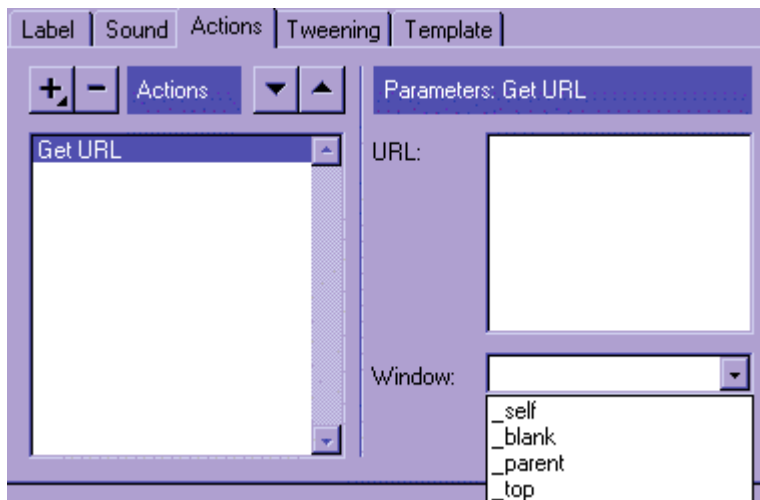 Label Sound Actions Tweening Template
+ - Actions
Parameters: Get URL
Get URL
URL:
Window:
_self
_blank
_parent
_top